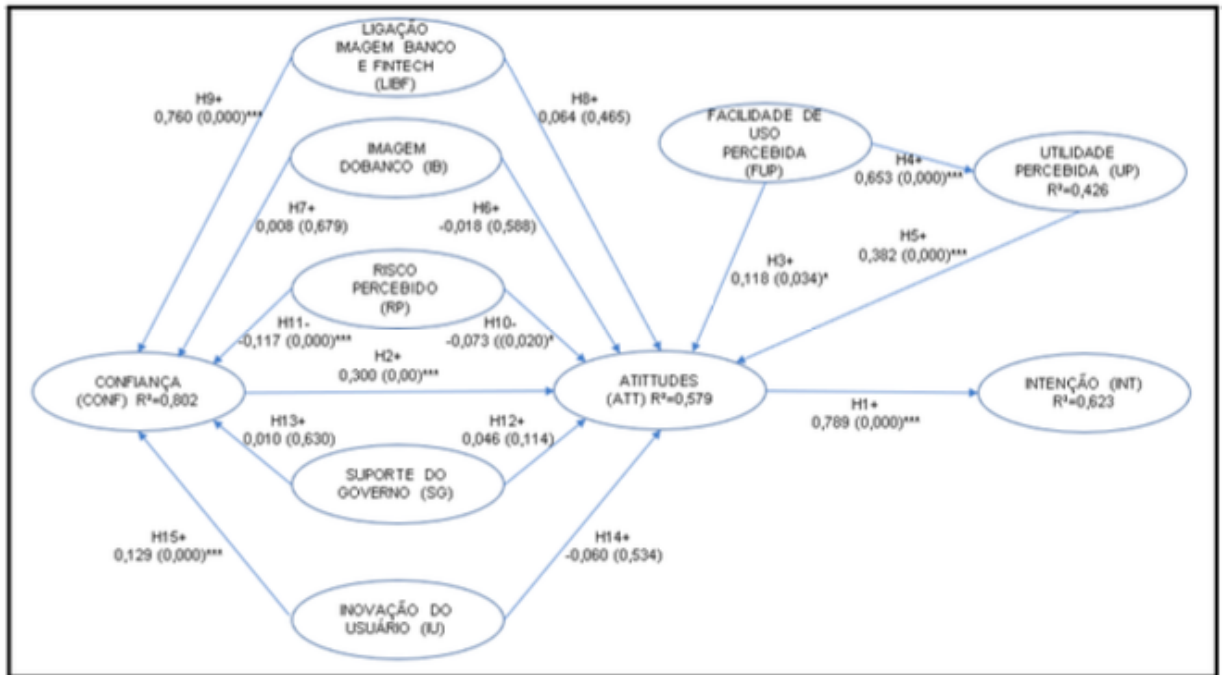 LIGAÇÃO
IMAGEM BANCO
E FINTECH
(LIBF)
H9+
0,760 (0,000)***
H8+
0,064 (0,465)
IMAGEM
DOBANCO (IB)
FACILIDADE DE
USO
PERCEBIDA
(FUP)
H4+
0,653 (0,000)***
UTILIDADE
PERCEBIDA (UP)
R²=0,426
H7+
0,008 (0,679)
H6+
-0,018 (0,588)
H5+
0,382 (0,000)***
H3+
0,118 (0,034)*
RISCO
PERCEBIDO
(RP)
H11-
-0,117 (0,000)***
H10-
-0,073 ((0,020)*
H2+
0,300 (0,00)***
CONFIANÇA
(CONF) R²=0,802
ATITTUDES
(ATT) R²=0,579
H1+
0,789 (0,000)***
INTENÇÃO (INT)
R²=0,623
H13+
0,010 (0,630)
H12+
0,046 (0,114)
SUPORTE DO
GOVERNO (SG)
H15+
0,129 (0,000)***
H14+
-0,060 (0,534)
INOVAÇÃO DO
USUÁRIO (IU)